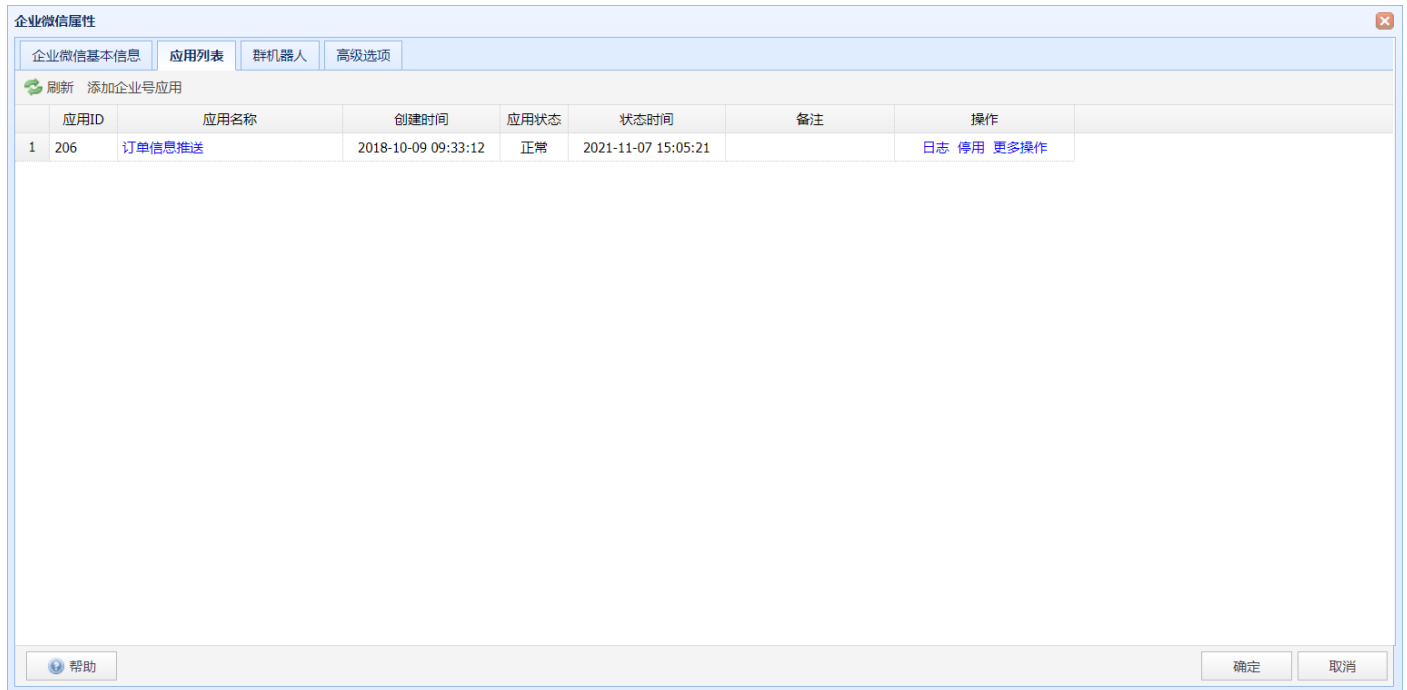 企业微信属性
企业微信基本信息 应用列表 群机器人 高级选项
刷新 添加企业号应用
应用ID 应用名称 创建时间 应用状态 状态时间 备注 操作
1 206 订单信息推送 2018-10-09 09:33:12 正常 2021-11-07 15:05:21 日志 停用 更多操作
帮助 确定 取消